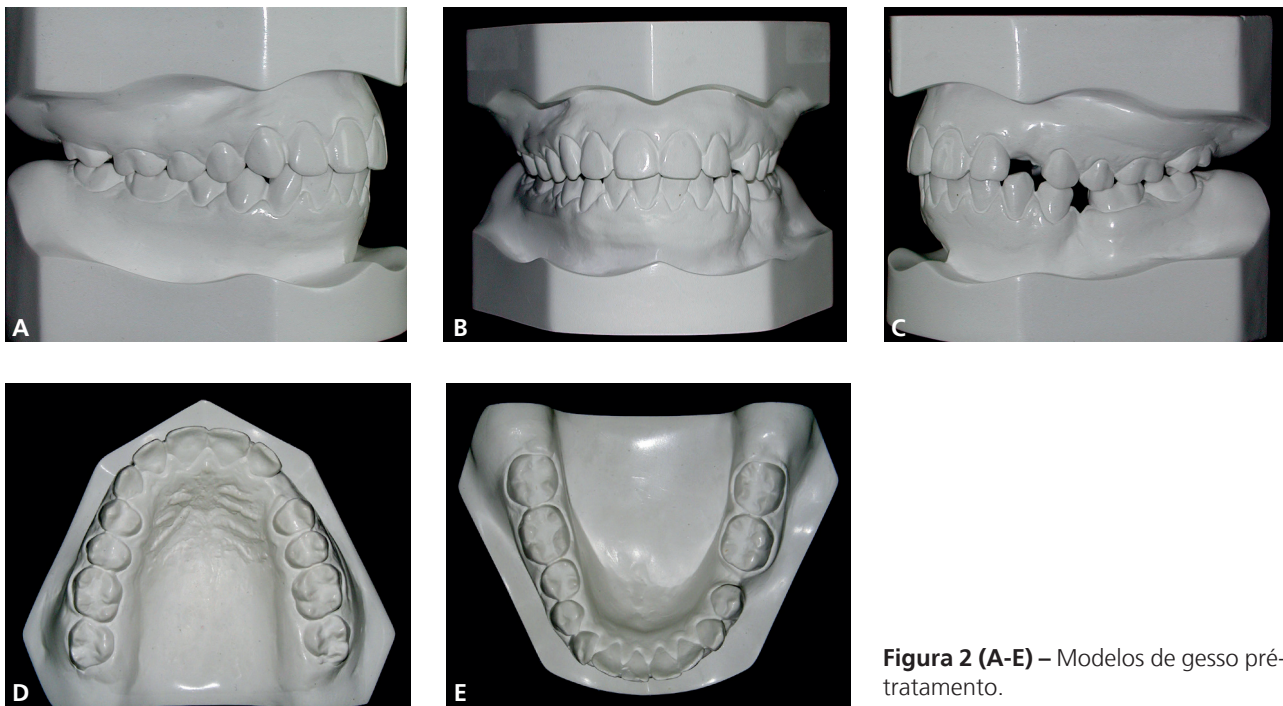 A
B
C
D
E
Figura 2 (A-E) – Modelos de gesso pré-
tratamento.